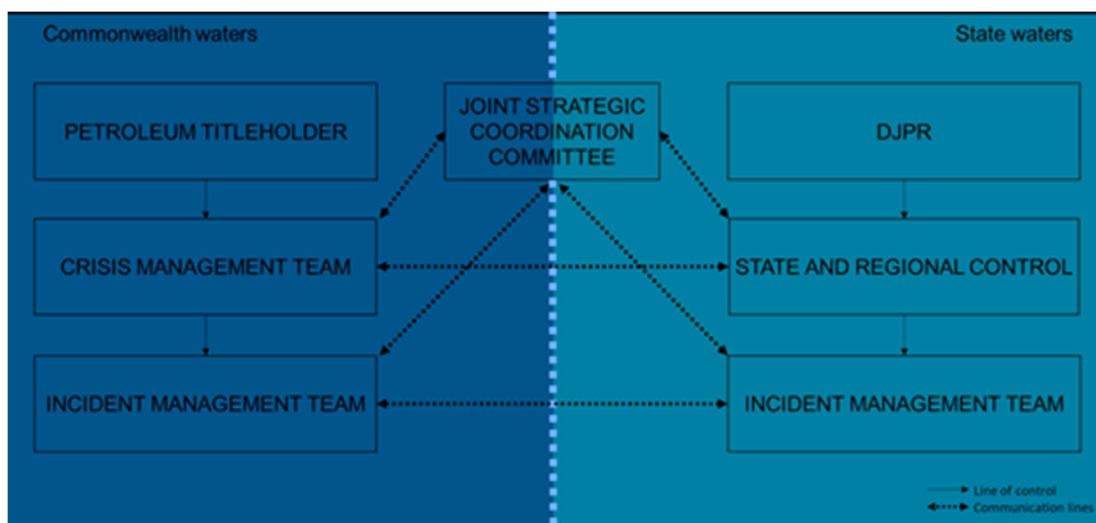 Commonwealth waters
State waters
PETROLEUM TITLEHOLDER
JOINT STRATEGIC
COORDINATION
COMMITTEE
DJPR
CRISIS MANAGEMENT TEAM
STATE AND REGIONAL CONTROL
INCIDENT MANAGEMENT TEAM
INCIDENT MANAGEMENT TEAM
Line of control
Communication lines